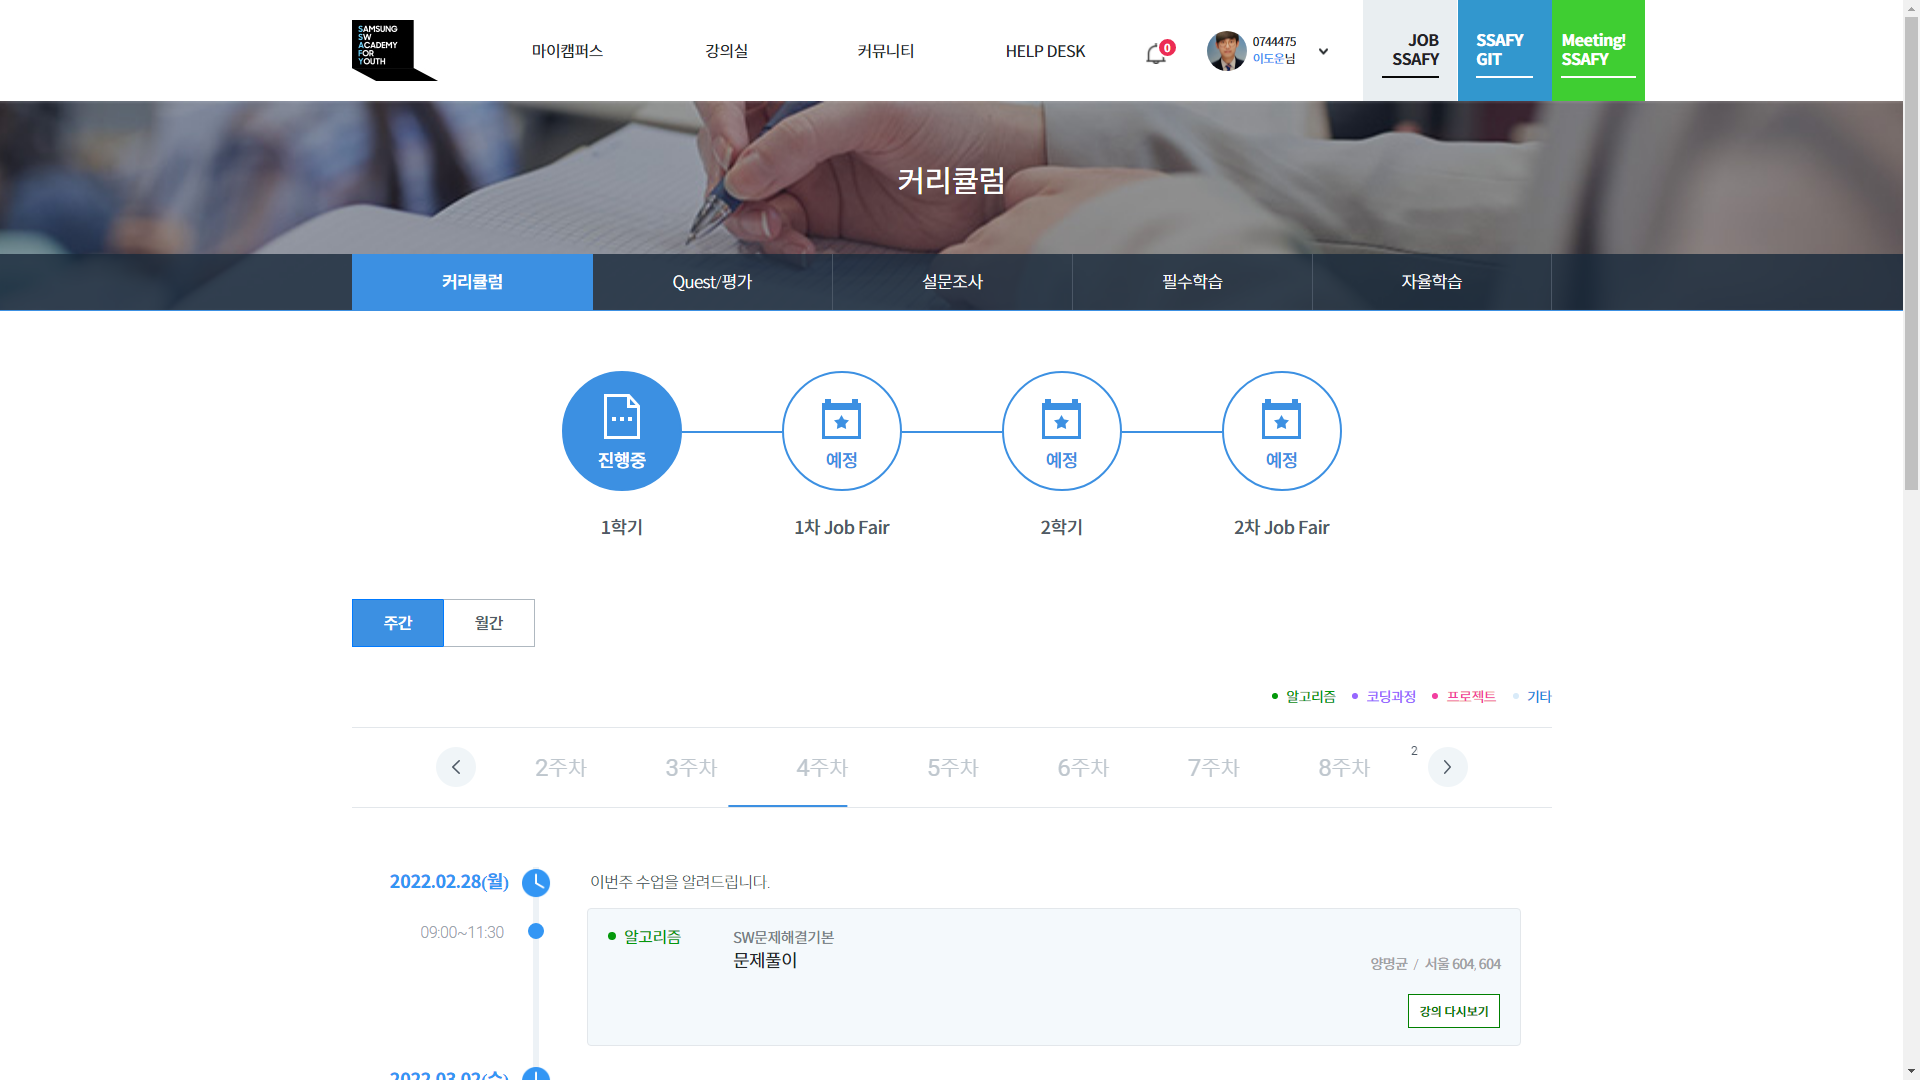 SAMSUNG
SW
ACADEMY
FOR
YOUTH
마이캠퍼스
강의실
커뮤니티
HELP DESK
0
0744475
이도운님
JOB
SSAFY
SSAFY
GIT
Meeting!
SSAFY
커리큘럼
커리큘럼
Quest/평가
설문조사
필수학습
자율학습
진행중
예정
예정
예정
1학기
1차 Job Fair
2학기
2차 Job Fair
주간
월간
알고리즘
코딩과정
프로젝트
기타
2주차
3주차
4주차
5주차
6주차
7주차
8주차
2
2022.02.28(월)
이번주 수업을 알려드립니다.
09:00~11:30
알고리즘
SW문제해결기본
문제풀이
양명균 / 서울 604, 604
강의 다시보기
2022.03.02(수)